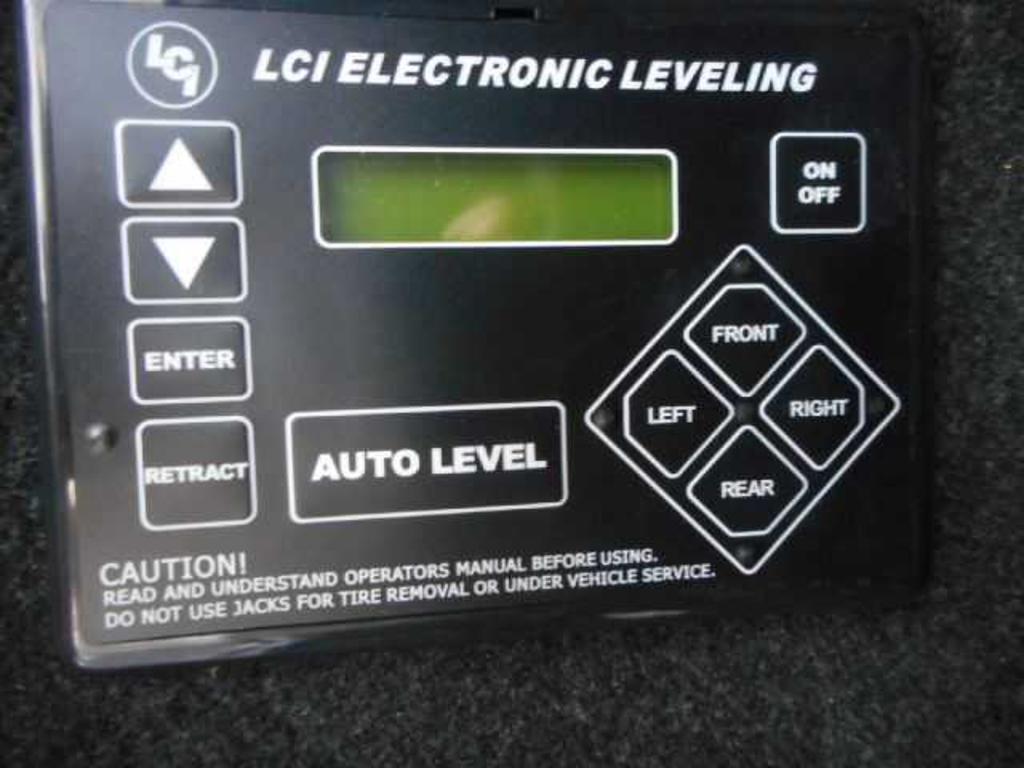 LCI
LCI ELECTRONIC LEVELING
ON
OFF
ENTER
RETRACT
AUTO LEVEL
FRONT
LEFT
RIGHT
REAR
CAUTION!
READ AND UNDERSTAND OPERATORS MANUAL BEFORE USING.
DO NOT USE JACKS FOR TIRE REMOVAL OR UNDER VEHICLE SERVICE.